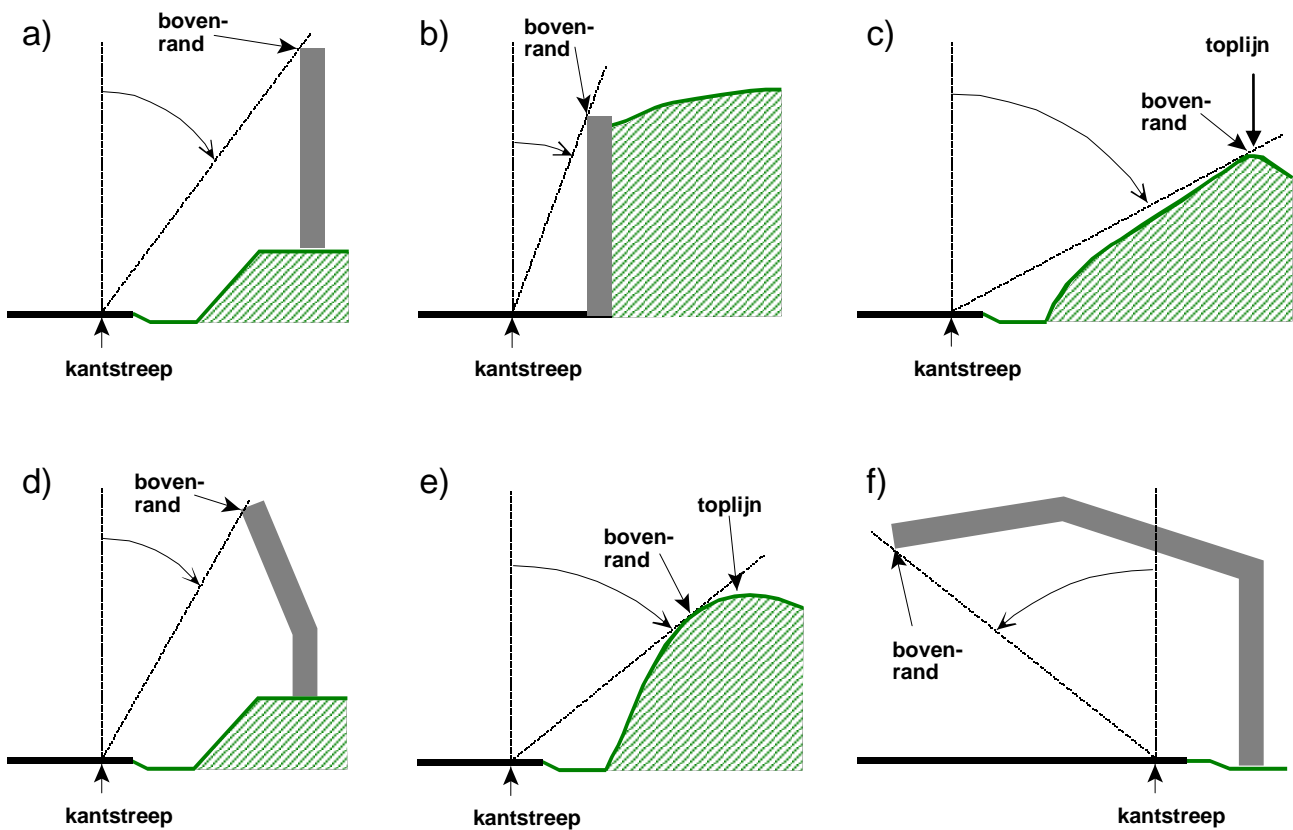 a)
boven-
rand
kantstreep
b)
boven-
rand
kantstreep
c)
toplijn
boven-
rand
kantstreep
d)
boven-
rand
kantstreep
e)
toplijn
boven-
rand
kantstreep
f)
boven-
rand
kantstreep